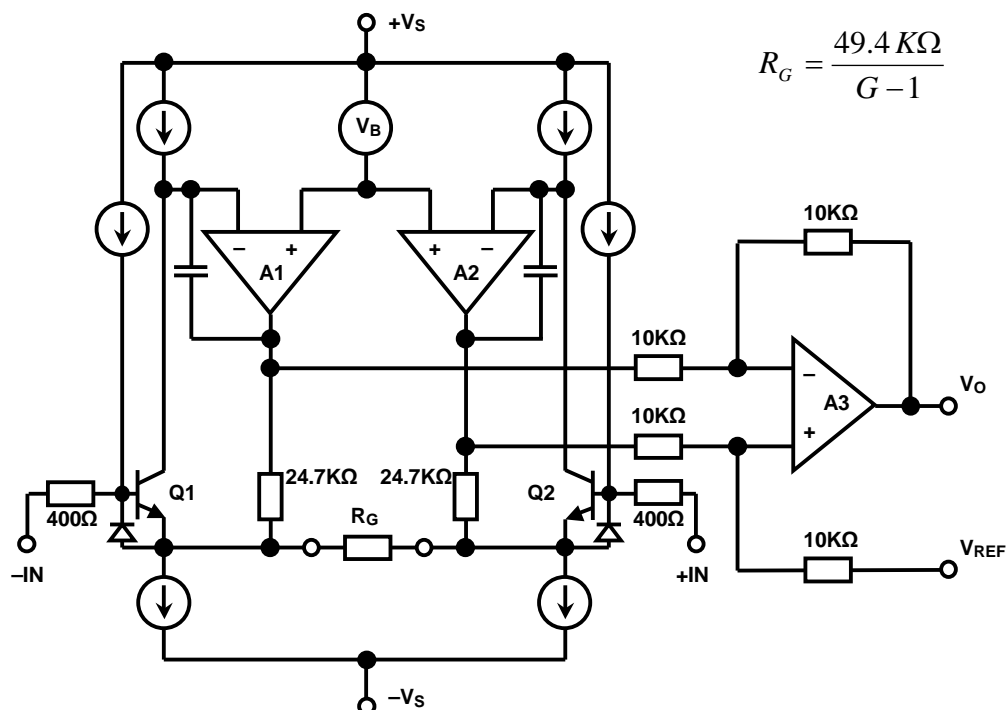 +VS
RG = 49.4 KΩ / G − 1
VB
− +
A1
+ −
A2
10KΩ
10KΩ
−
A3
VO
10KΩ
+
24.7KΩ
24.7KΩ
Q1
Q2
400Ω
RG
400Ω
10KΩ
VREF
–IN
+IN
−VS